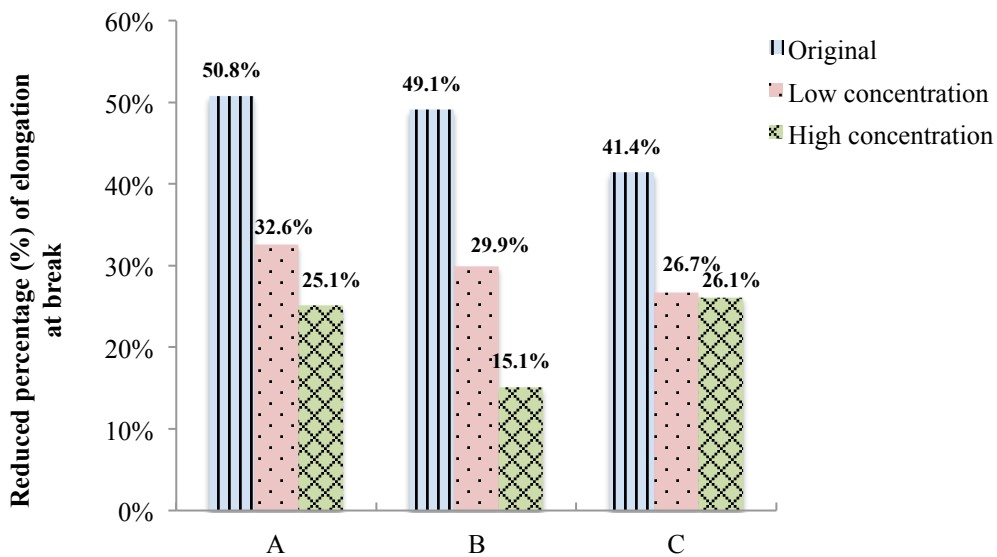 60%
50%
40%
30%
20%
10%
0%
Reduced percentage (%) of elongation
at break
50.8%
32.6%
25.1%
49.1%
29.9%
15.1%
41.4%
26.7%
26.1%
A
B
C
Original
Low concentration
High concentration